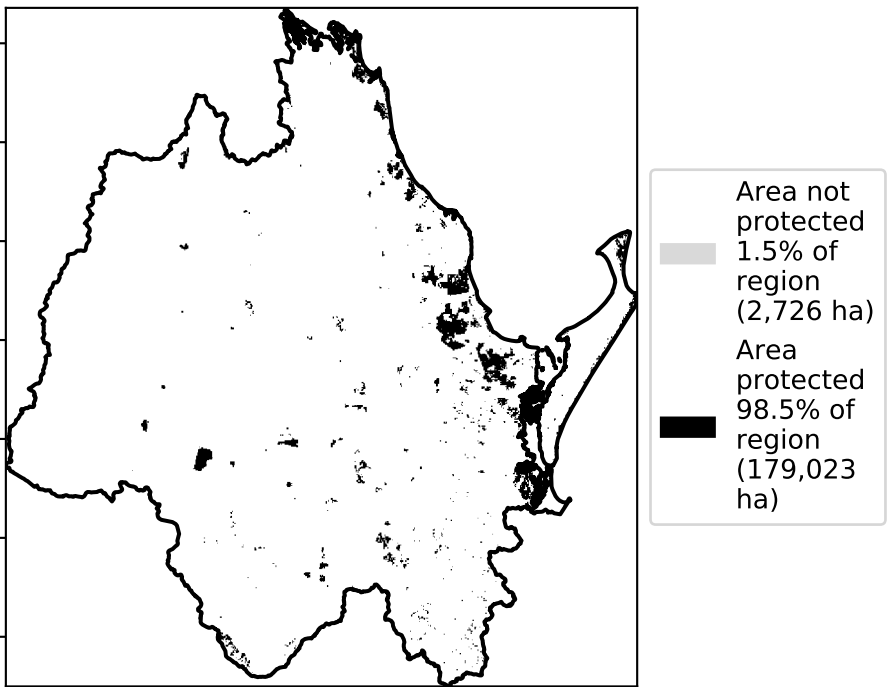 Area not
protected
1.5% of
region
(2,726 ha)
Area
protected
98.5% of
region
(179,023
ha)